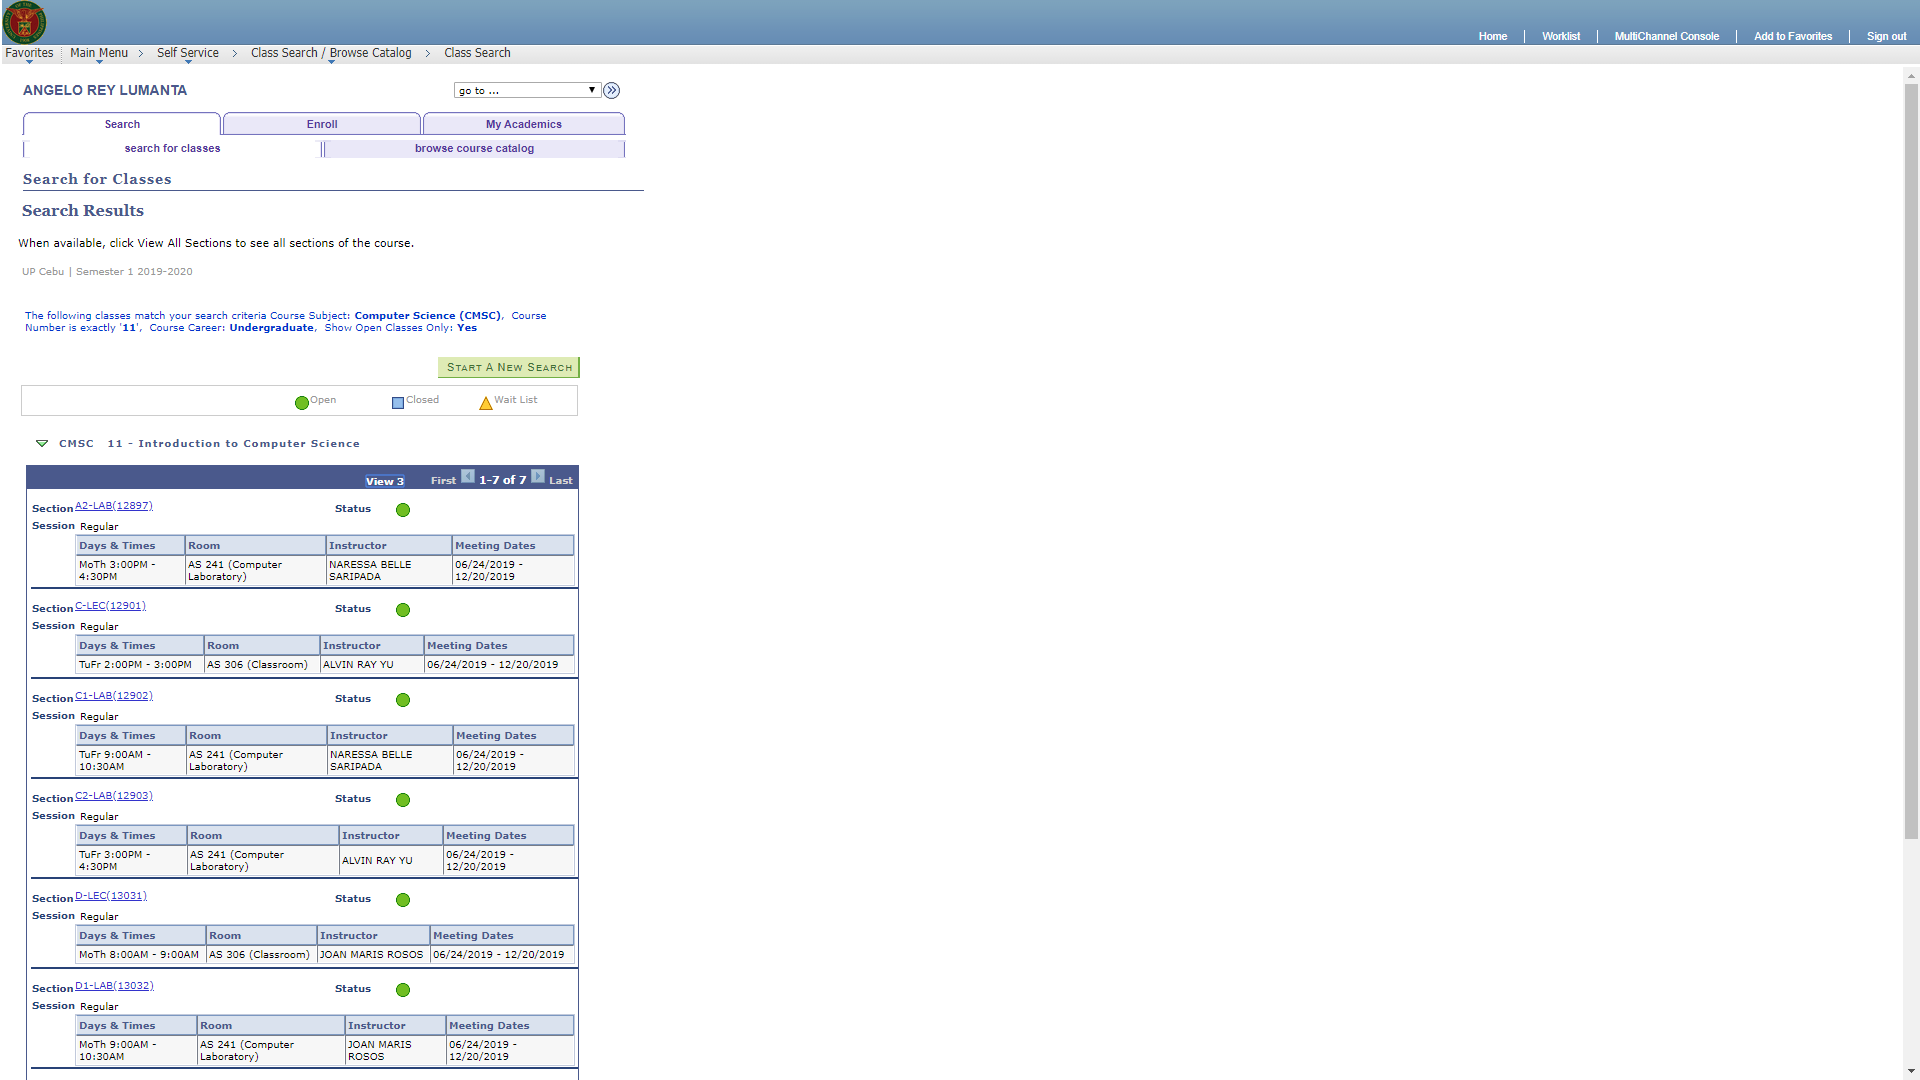 Home | Worklist | MultiChannel Console | Add to Favorites | Sign out
Favorites Main Menu > Self Service > Class Search / Browse Catalog > Class Search
ANGELO REY LUMANTA
go to ...
Search Enroll My Academics
search for classes browse course catalog
Search for Classes
Search Results
When available, click View All Sections to see all sections of the course.
UP Cebu | Semester 1 2019-2020
The following classes match your search criteria Course Subject: Computer Science (CMSC), Course
Number is exactly '11', Course Career: Undergraduate, Show Open Classes Only: Yes
START A NEW SEARCH
Open Closed Wait List
CMSC 11 - Introduction to Computer Science
View 3 First 1-7 of 7 Last
Section A2-LAB(12897) Status
Session Regular
Days & Times Room Instructor Meeting Dates
MoTh 3:00PM - AS 241 (Computer NARESSA BELLE 06/24/2019 -
4:30PM Laboratory) SARIPADA 12/20/2019
Section C-LEC(12901) Status
Session Regular
Days & Times Room Instructor Meeting Dates
TuFr 2:00PM - 3:00PM AS 306 (Classroom) ALVIN RAY YU 06/24/2019 - 12/20/2019
Section C1-LAB(12902) Status
Session Regular
Days & Times Room Instructor Meeting Dates
TuFr 9:00AM - AS 241 (Computer NARESSA BELLE 06/24/2019 -
10:30AM Laboratory) SARIPADA 12/20/2019
Section C2-LAB(12903) Status
Session Regular
Days & Times Room Instructor Meeting Dates
TuFr 3:00PM - AS 241 (Computer ALVIN RAY YU 06/24/2019 -
4:30PM Laboratory) 12/20/2019
Section D-LEC(13031) Status
Session Regular
Days & Times Room Instructor Meeting Dates
MoTh 8:00AM - 9:00AM AS 306 (Classroom) JOAN MARIS ROSOS 06/24/2019 - 12/20/2019
Section D1-LAB(13032) Status
Session Regular
Days & Times Room Instructor Meeting Dates
MoTh 9:00AM - AS 241 (Computer JOAN MARIS 06/24/2019 -
10:30AM Laboratory) ROSOS 12/20/2019